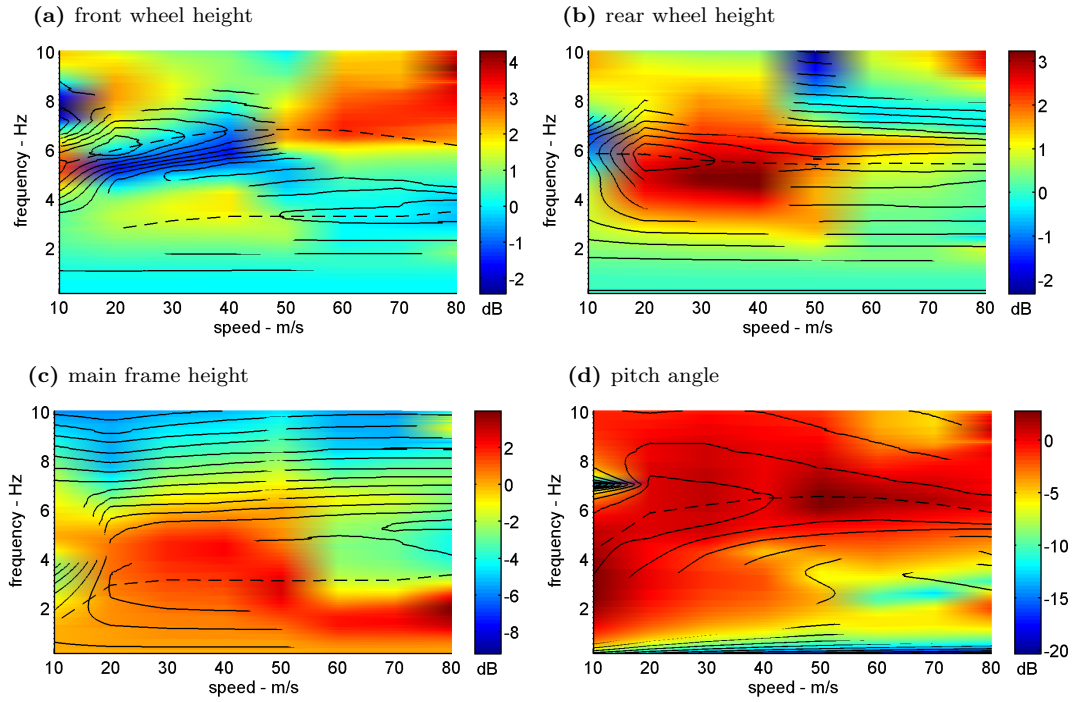 (a) front wheel height
10
8
6
4
2
frequency - Hz
10 20 30 40 50 60 70 80
speed - m/s
4
3
2
1
0
-1
-2
dB
(b) rear wheel height
10
8
6
4
2
frequency - Hz
10 20 30 40 50 60 70 80
speed - m/s
3
2
1
0
-1
-2
dB
(c) main frame height
10
8
6
4
2
frequency - Hz
10 20 30 40 50 60 70 80
speed - m/s
2
0
-2
-4
-6
-8
dB
(d) pitch angle
10
8
6
4
2
frequency - Hz
10 20 30 40 50 60 70 80
speed - m/s
0
-5
-10
-15
-20
dB